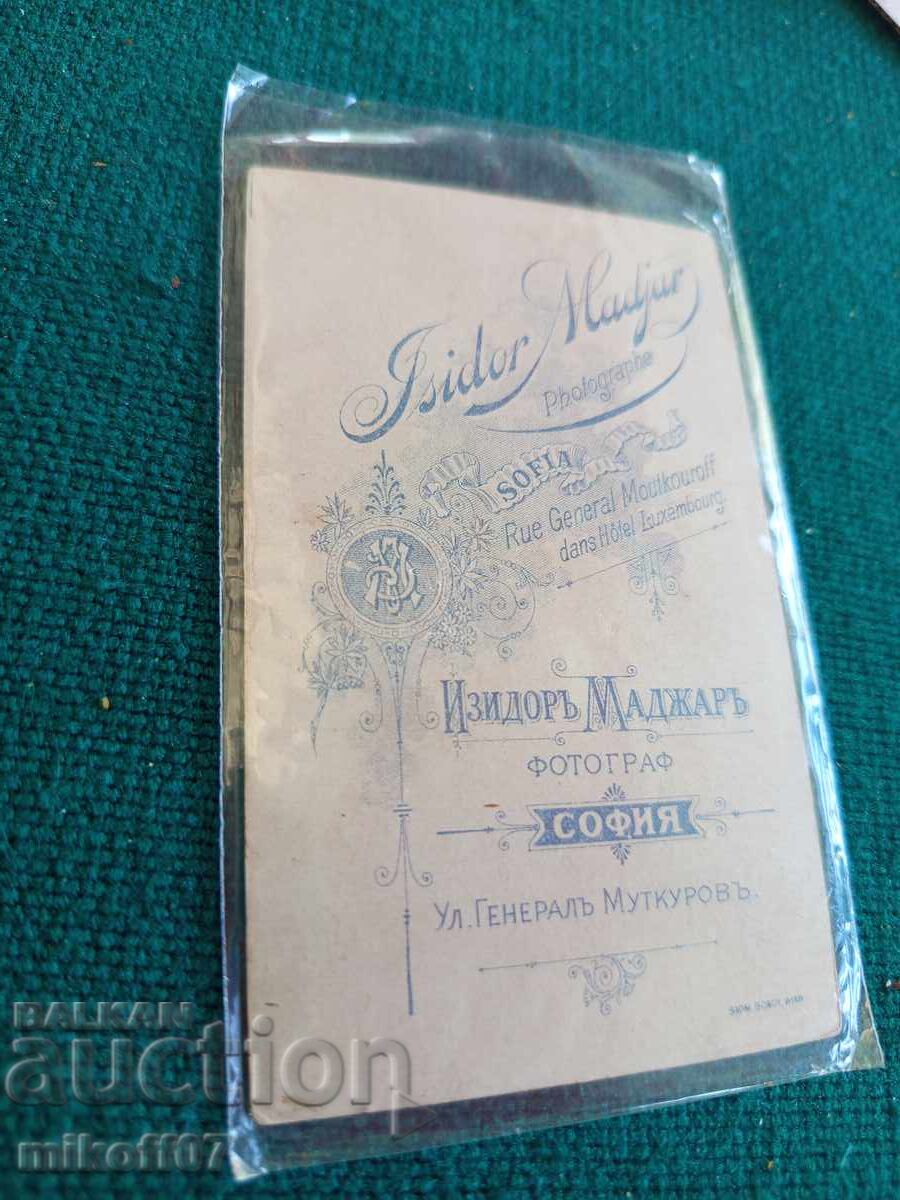 Isidor Madjar
Photographe
SOFIA
Rue General Moutkouroff
dans Hôtel Luxembourg.
ИЗИДОРЪ МАДЖАРЪ
ФОТОГРАФ
СОФИЯ
УЛ. ГЕНЕРАЛЪ МУТКУРОВЪ.
BALKAN
auction
mikoff07